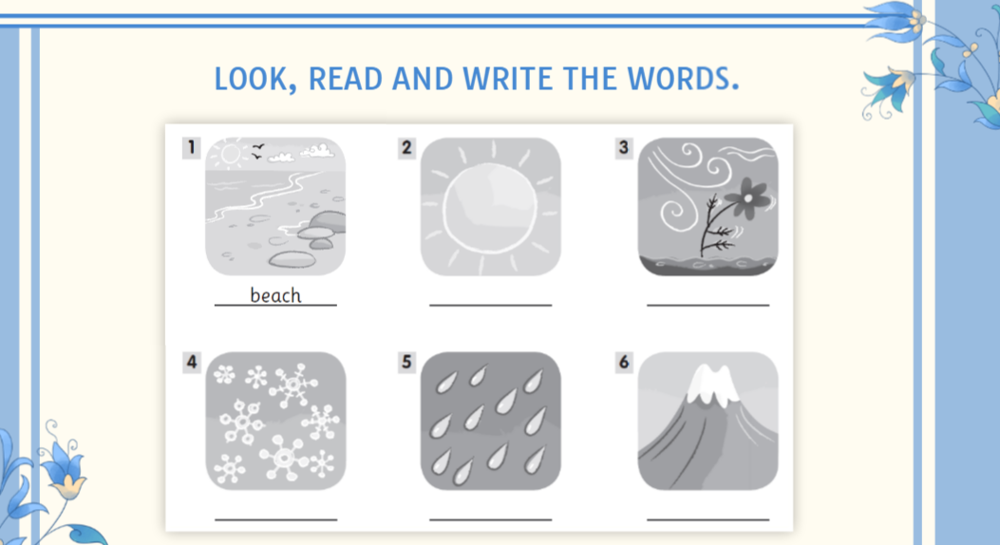 LOOK, READ AND WRITE THE WORDS.
1 2 3
beach
4 5 6